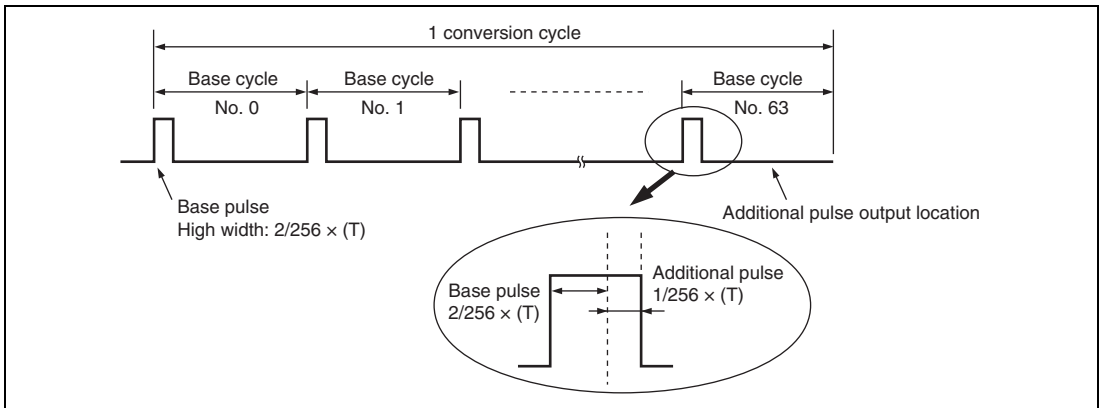 1 conversion cycle
Base cycle
No. 0
Base cycle
No. 1
Base cycle
No. 63
Base pulse
High width: 2/256 × (T)
Additional pulse output location
Base pulse
2/256 × (T)
Additional pulse
1/256 × (T)